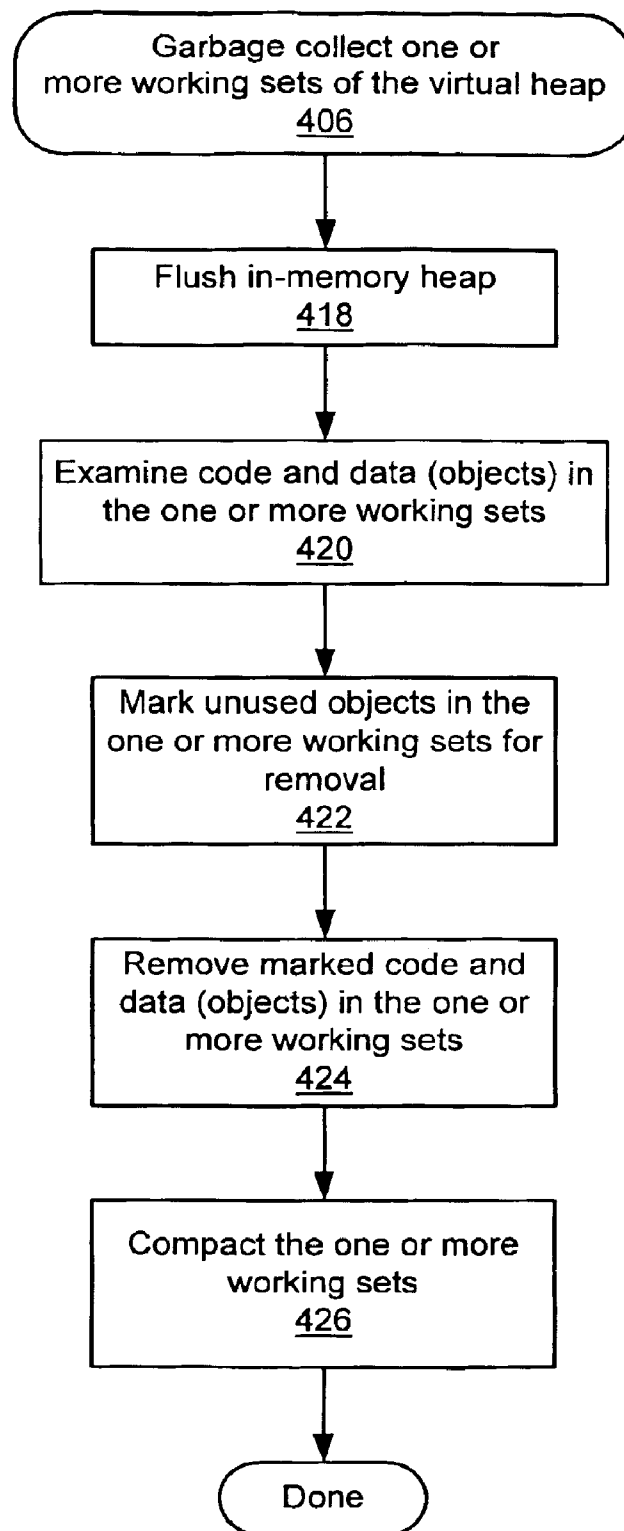 Garbage collect one or
more working sets of the virtual heap
406
Flush in-memory heap
418
Examine code and data (objects) in
the one or more working sets
420
Mark unused objects in the
one or more working sets for
removal
422
Remove marked code and
data (objects) in the one or
more working sets
424
Compact the one or more
working sets
426
Done